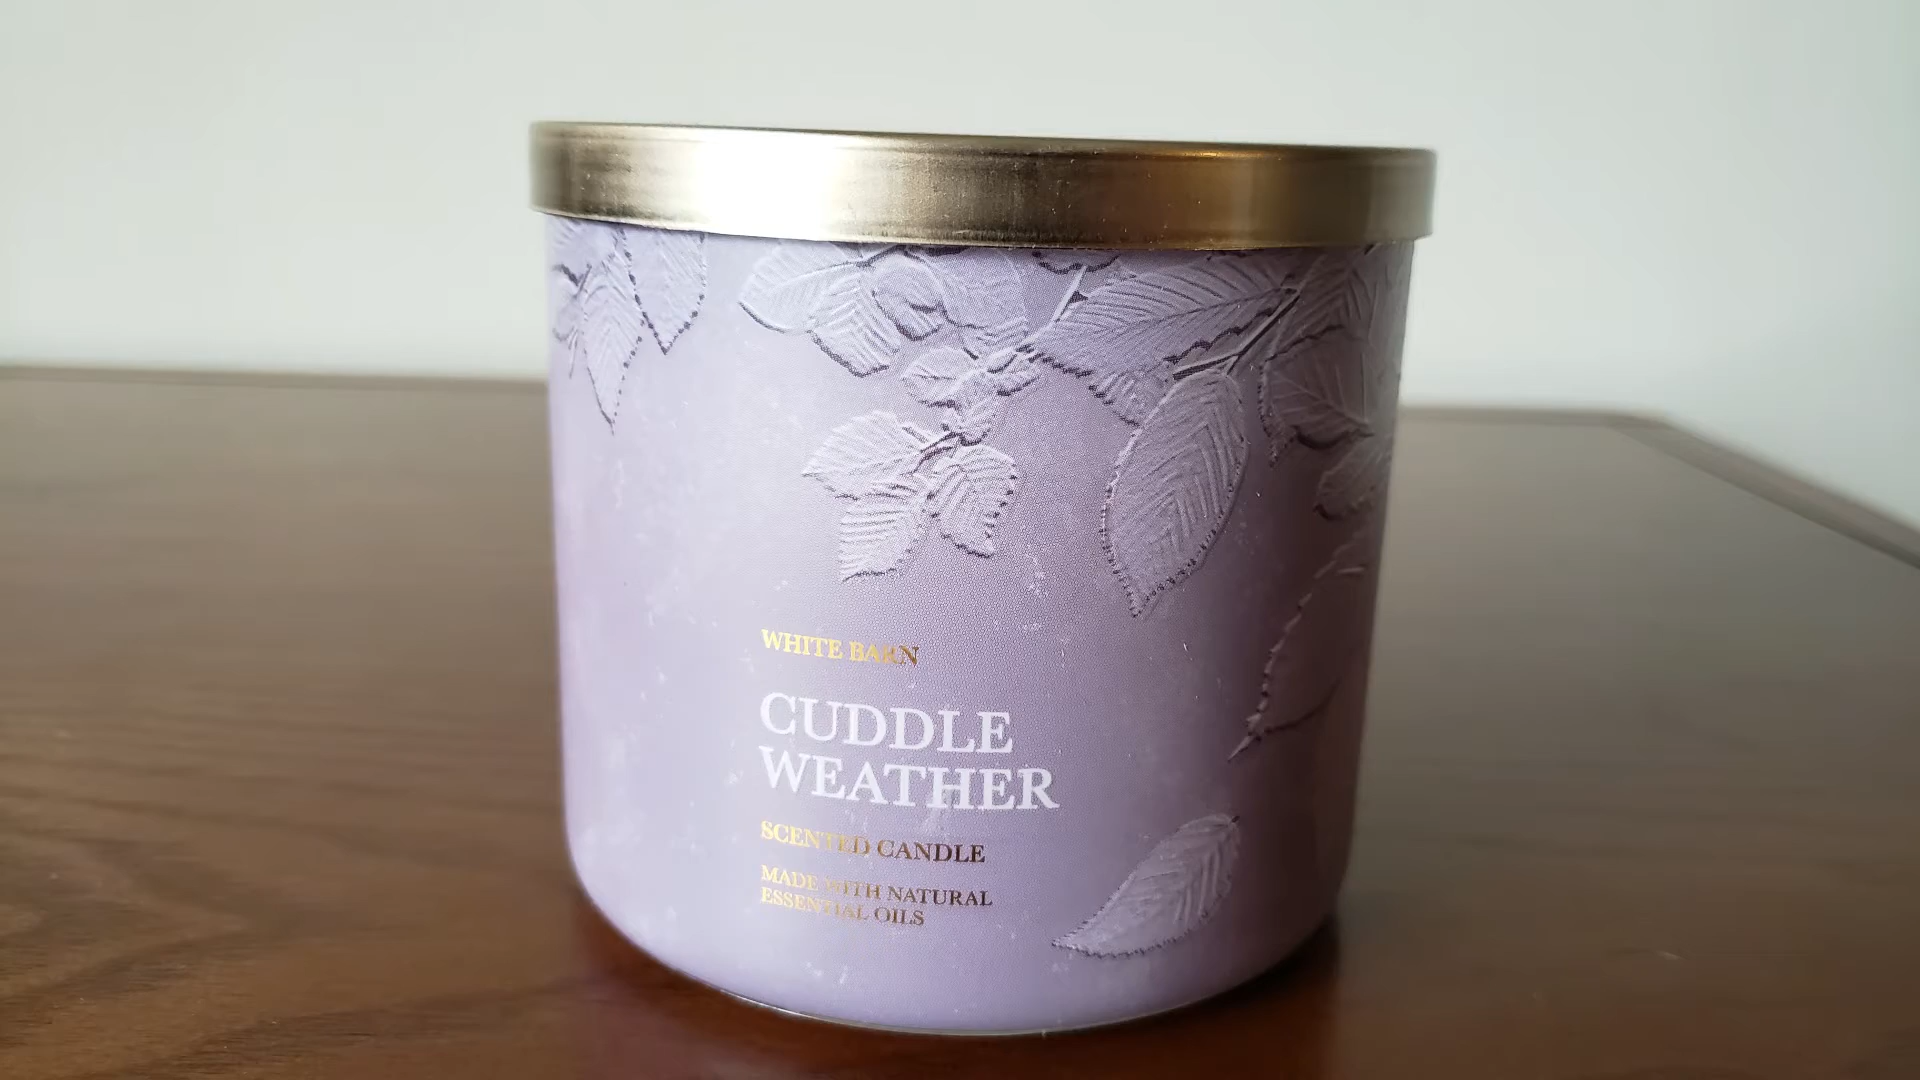 WHITE BARN
CUDDLE
WEATHER
SCENTED CANDLE
MADE WITH NATURAL
ESSENTIAL OILS